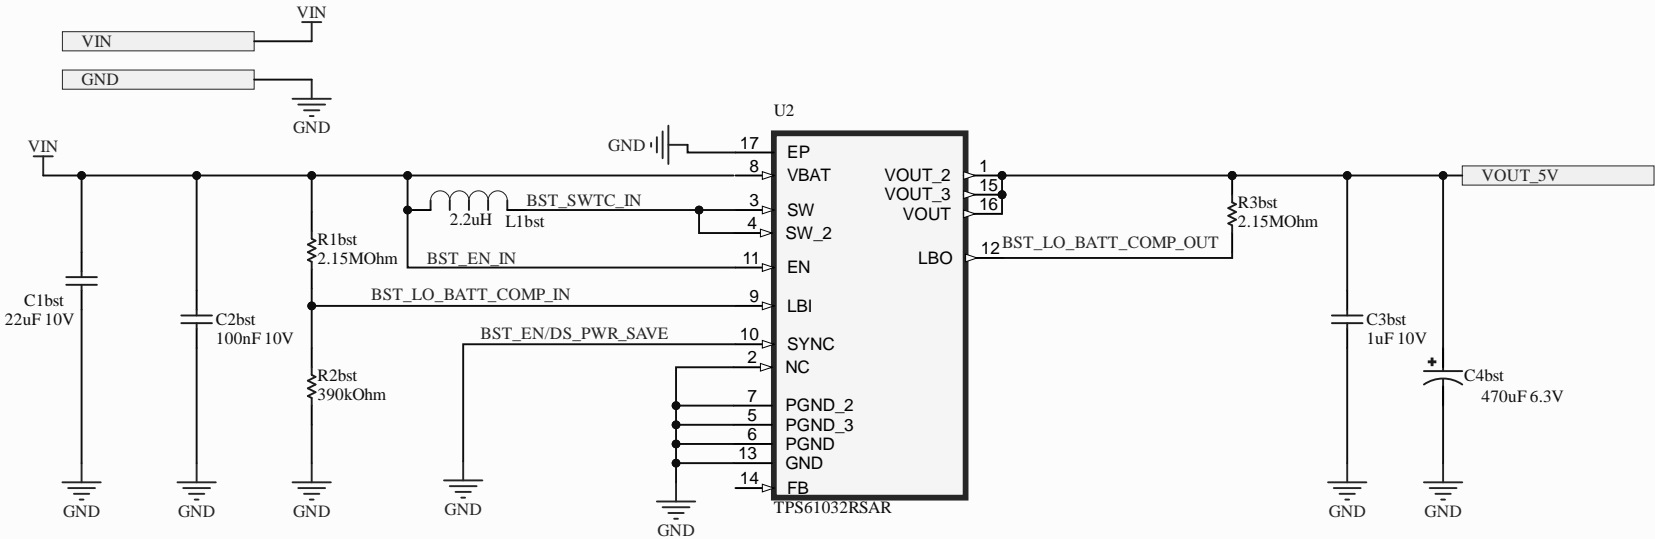 VIN
VIN
GND
GND
U2
VIN
GND
17 EP
8 VBAT
VOUT_2 1
VOUT_5V
VOUT_3 15
VOUT 16
BST_SWTC_IN
3 SW
2.2uH L1bst
4 SW_2
R3bst
2.15MOhm
R1bst
2.15MOhm
BST_EN_IN
11 EN
LBO 12 BST_LO_BATT_COMP_OUT
BST_LO_BATT_COMP_IN
9 LBI
C1bst
22uF 10V
C2bst
100nF 10V
BST_EN/DS_PWR_SAVE
10 SYNC
2 NC
C3bst
1uF 10V
R2bst
390kOhm
+
C4bst
470uF 6.3V
7 PGND_2
5 PGND_3
6 PGND
13 GND
14 FB
TPS61032RSAR
GND
GND
GND
GND
GND
GND
GND